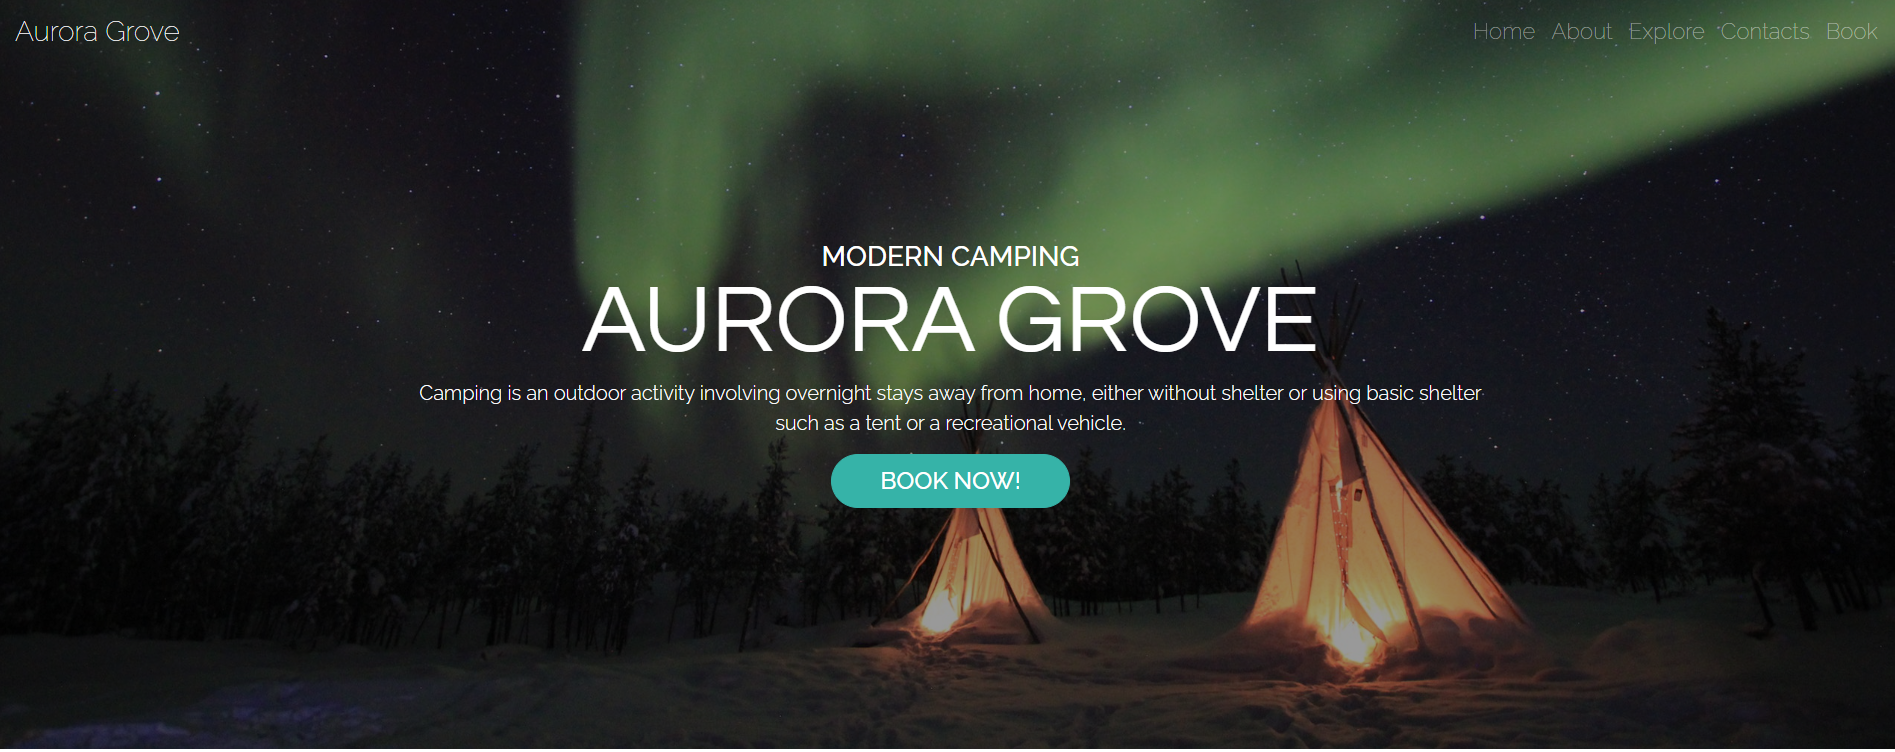 Aurora Grove
Home About Explore Contacts Book
MODERN CAMPING
AURORA GROVE
Camping is an outdoor activity involving overnight stays away from home, either without shelter or using basic shelter
such as a tent or a recreational vehicle.
BOOK NOW!